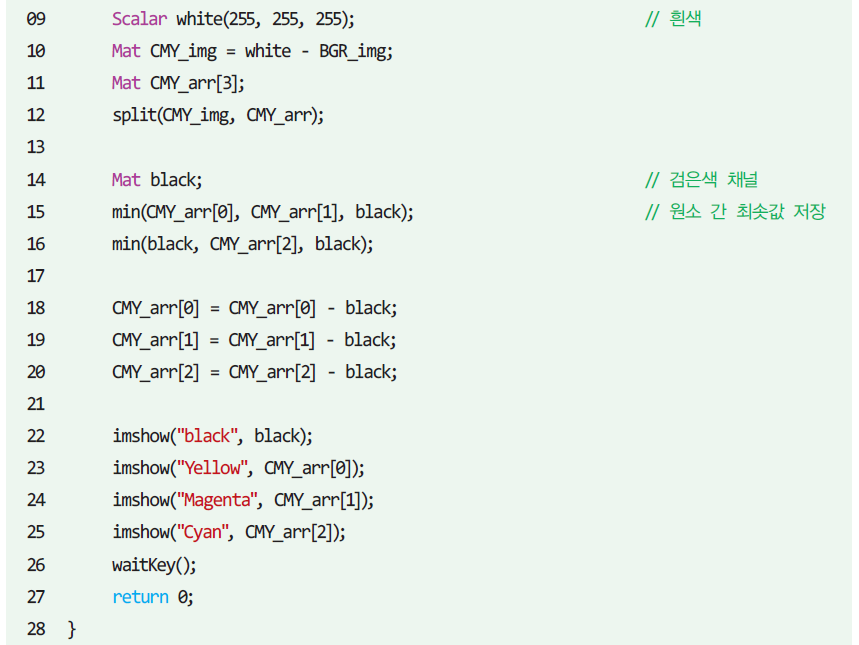 09 Scalar white(255, 255, 255); // 흰색
10 Mat CMY_img = white - BGR_img;
11 Mat CMY_arr[3];
12 split(CMY_img, CMY_arr);
13
14 Mat black; // 검은색 채널
15 min(CMY_arr[0], CMY_arr[1], black); // 원소 간 최솟값 저장
16 min(black, CMY_arr[2], black);
17
18 CMY_arr[0] = CMY_arr[0] - black;
19 CMY_arr[1] = CMY_arr[1] - black;
20 CMY_arr[2] = CMY_arr[2] - black;
21
22 imshow("black", black);
23 imshow("Yellow", CMY_arr[0]);
24 imshow("Magenta", CMY_arr[1]);
25 imshow("Cyan", CMY_arr[2]);
26 waitKey();
27 return 0;
28 }